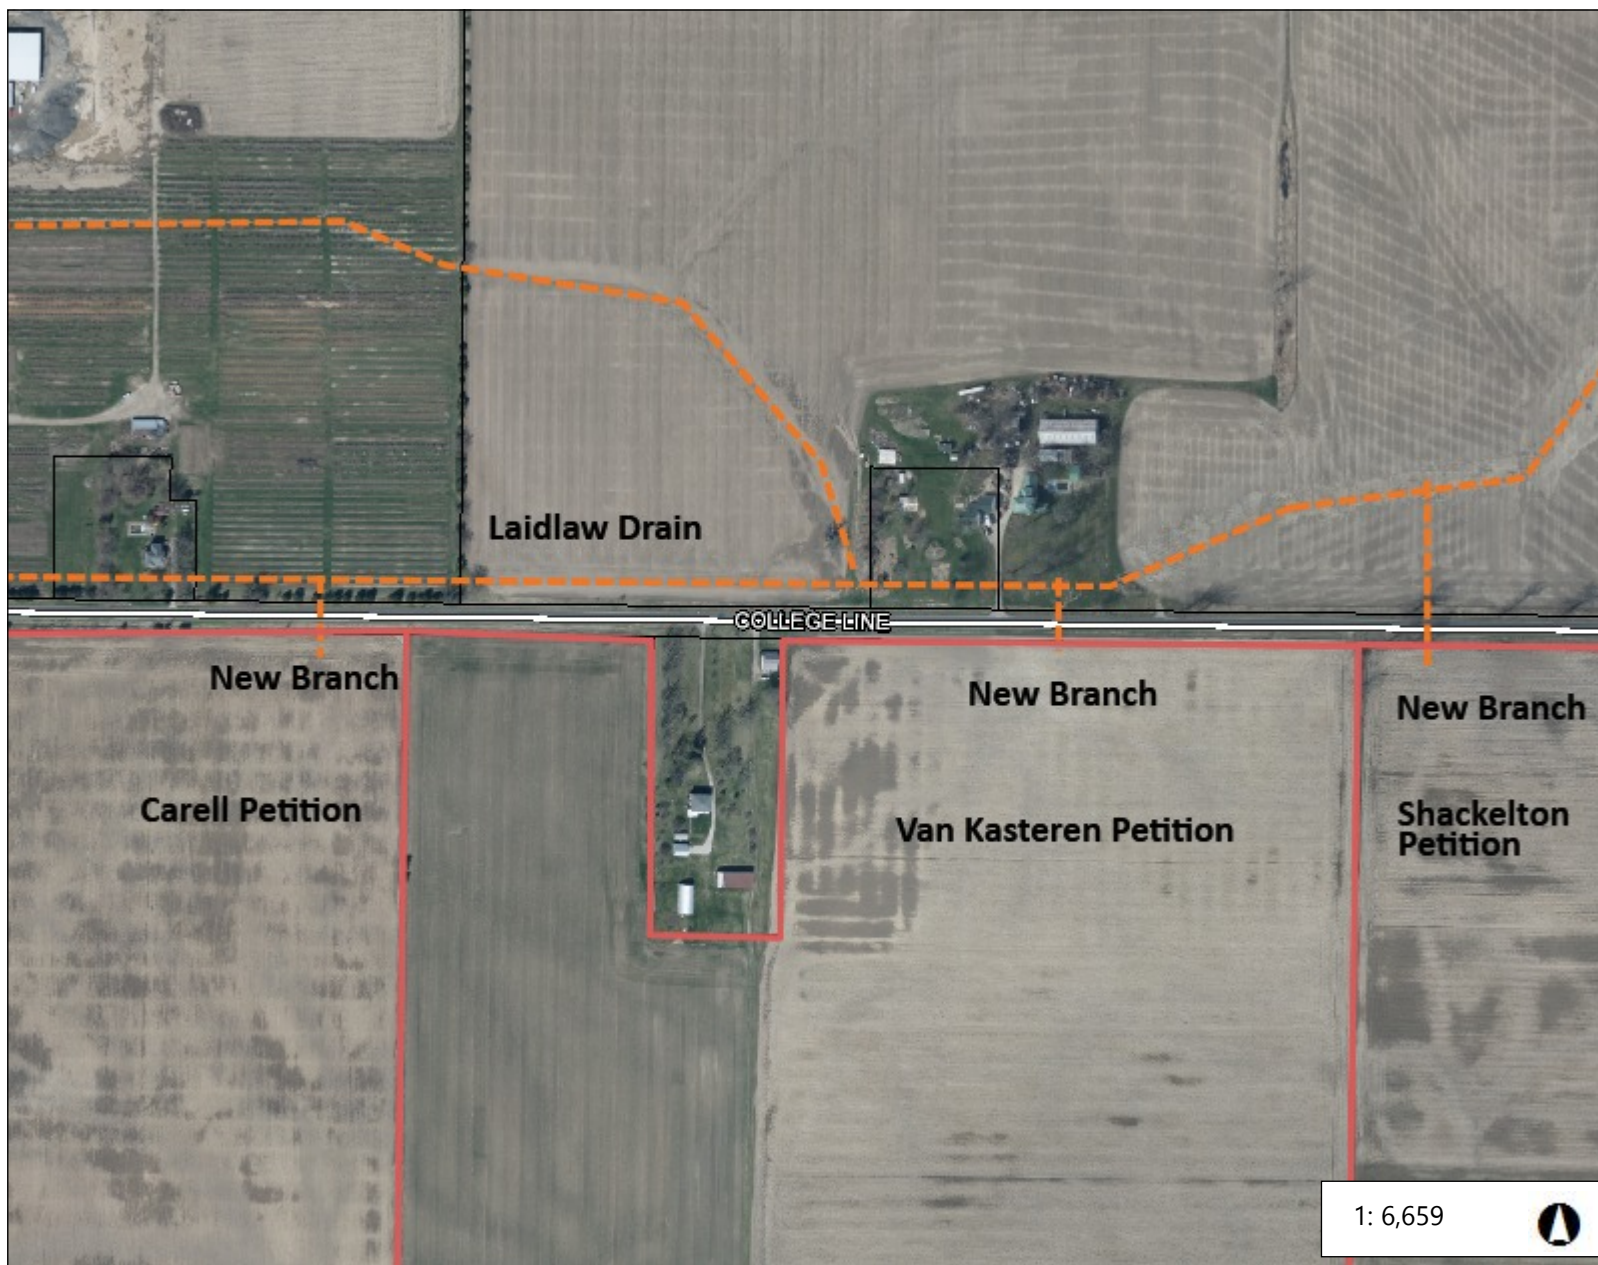 Laidlaw Drain
COLLEGE LINE
New Branch
New Branch
New Branch
Carell Petition
Van Kasteren Petition
Shackelton
Petition
1: 6,659